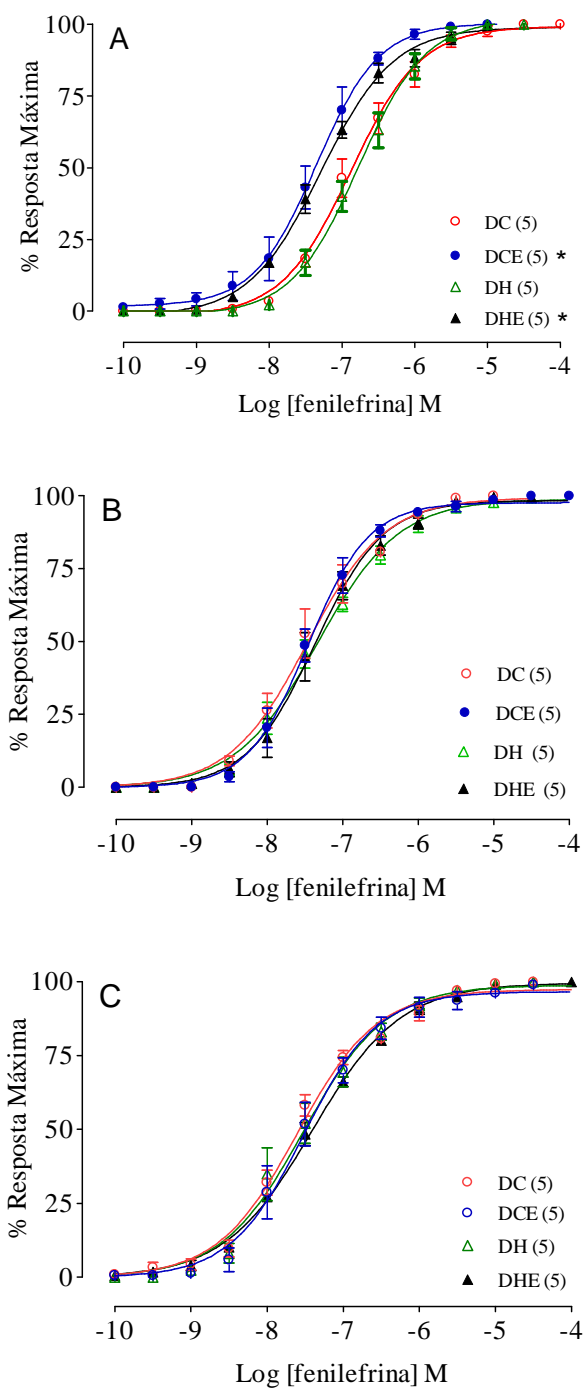 A
100
75
50
25
0
% Resposta Máxima
DC (5)
DCE (5) *
DH (5)
DHE (5) *
-10 -9 -8 -7 -6 -5 -4
Log [fenilefrina] M
B
100
75
50
25
0
% Resposta Máxima
DC (5)
DCE (5)
DH (5)
DHE (5)
-10 -9 -8 -7 -6 -5 -4
Log [fenilefrina] M
C
100
75
50
25
0
% Resposta Máxima
DC (5)
DCE (5)
DH (5)
DHE (5)
-10 -9 -8 -7 -6 -5 -4
Log [fenilefrina] M